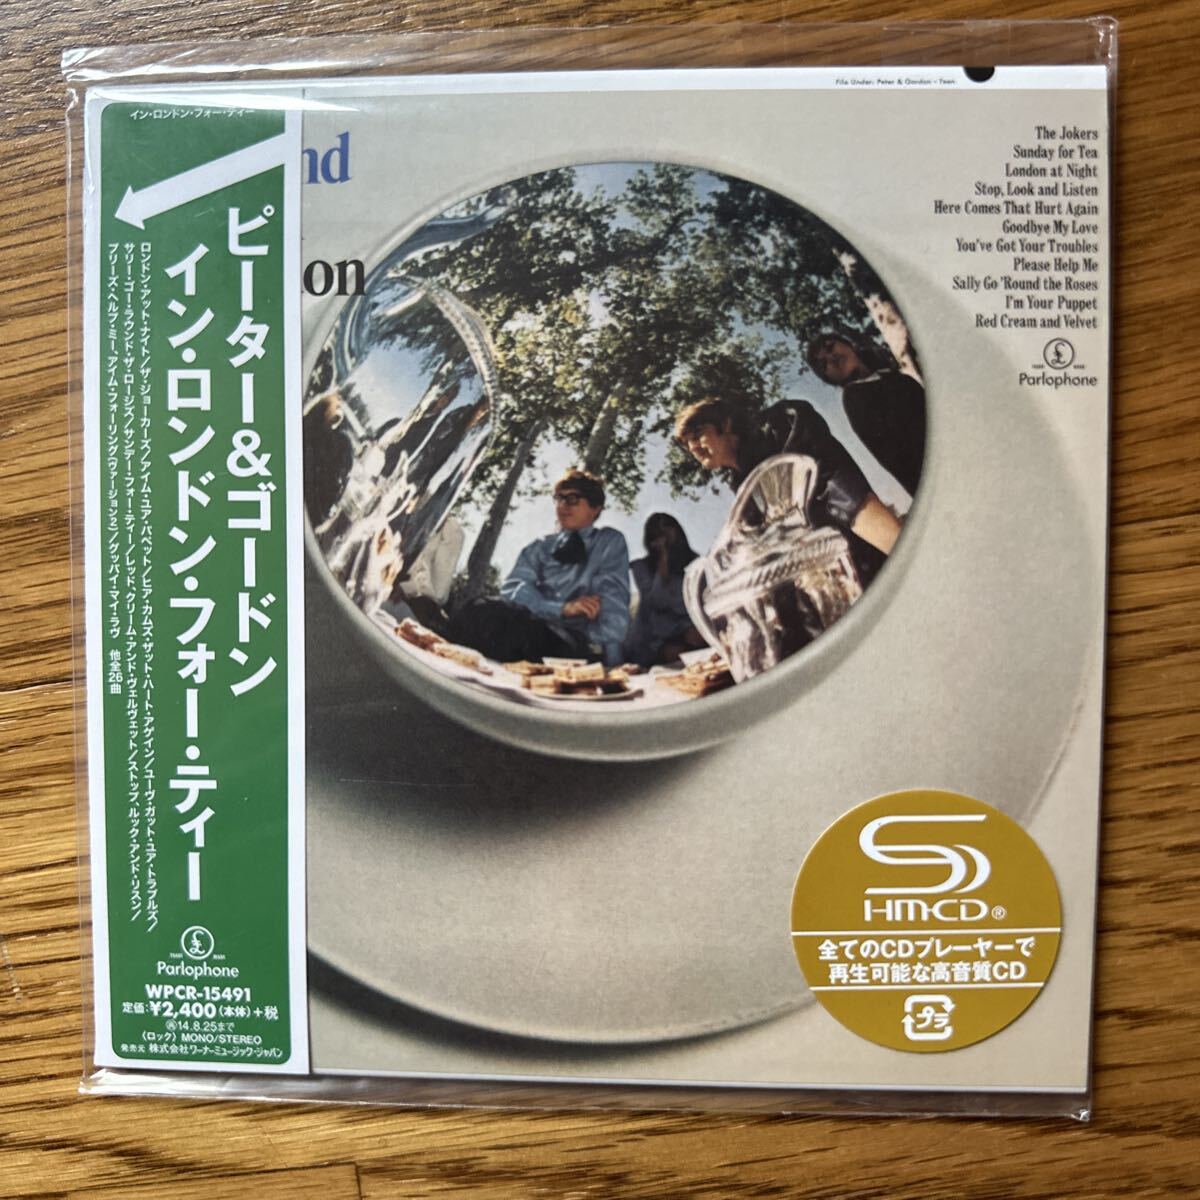 イン・ロンドン・フォー・ティー
ピーター&ゴードン
イン・ロンドン・フォー・ティー
ロンドン・アット・ナイト/ザ・ジョーカーズ/アイム・ユア・パペット/ヒア・カムズ・ザット・ハート・アゲイン/ユーヴ・ガット・ユア・トラブルズ/
サリー・ゴー・ラウンド・ザ・ローズズ/サンデー・フォー・ティー/レッド、クリーム・アンド・ヴェルヴェット/ストップ、ルック・アンド・リスン/
プリーズ・ヘルプ・ミー、アイム・フォーリング(ヴァージョン2)/グッバイ・マイ・ラヴ 他全26曲
TRADE MARK
Parlophone
WPCR-15491
定価:¥2,400(本体)+税
14.8.25まで
〈ロック〉MONO/STEREO
発売元 株式会社ワーナーミュージック・ジャパン
nd
on
File Under: Peter & Gordon - Teen
The Jokers
Sunday for Tea
London at Night
Stop, Look and Listen
Here Comes That Hurt Again
Goodbye My Love
You've Got Your Troubles
Please Help Me
Sally Go 'Round the Roses
I'm Your Puppet
Red Cream and Velvet
TRADE MARK
Parlophone
HM-CD®
全てのCDプレーヤーで
再生可能な高音質CD
プラ